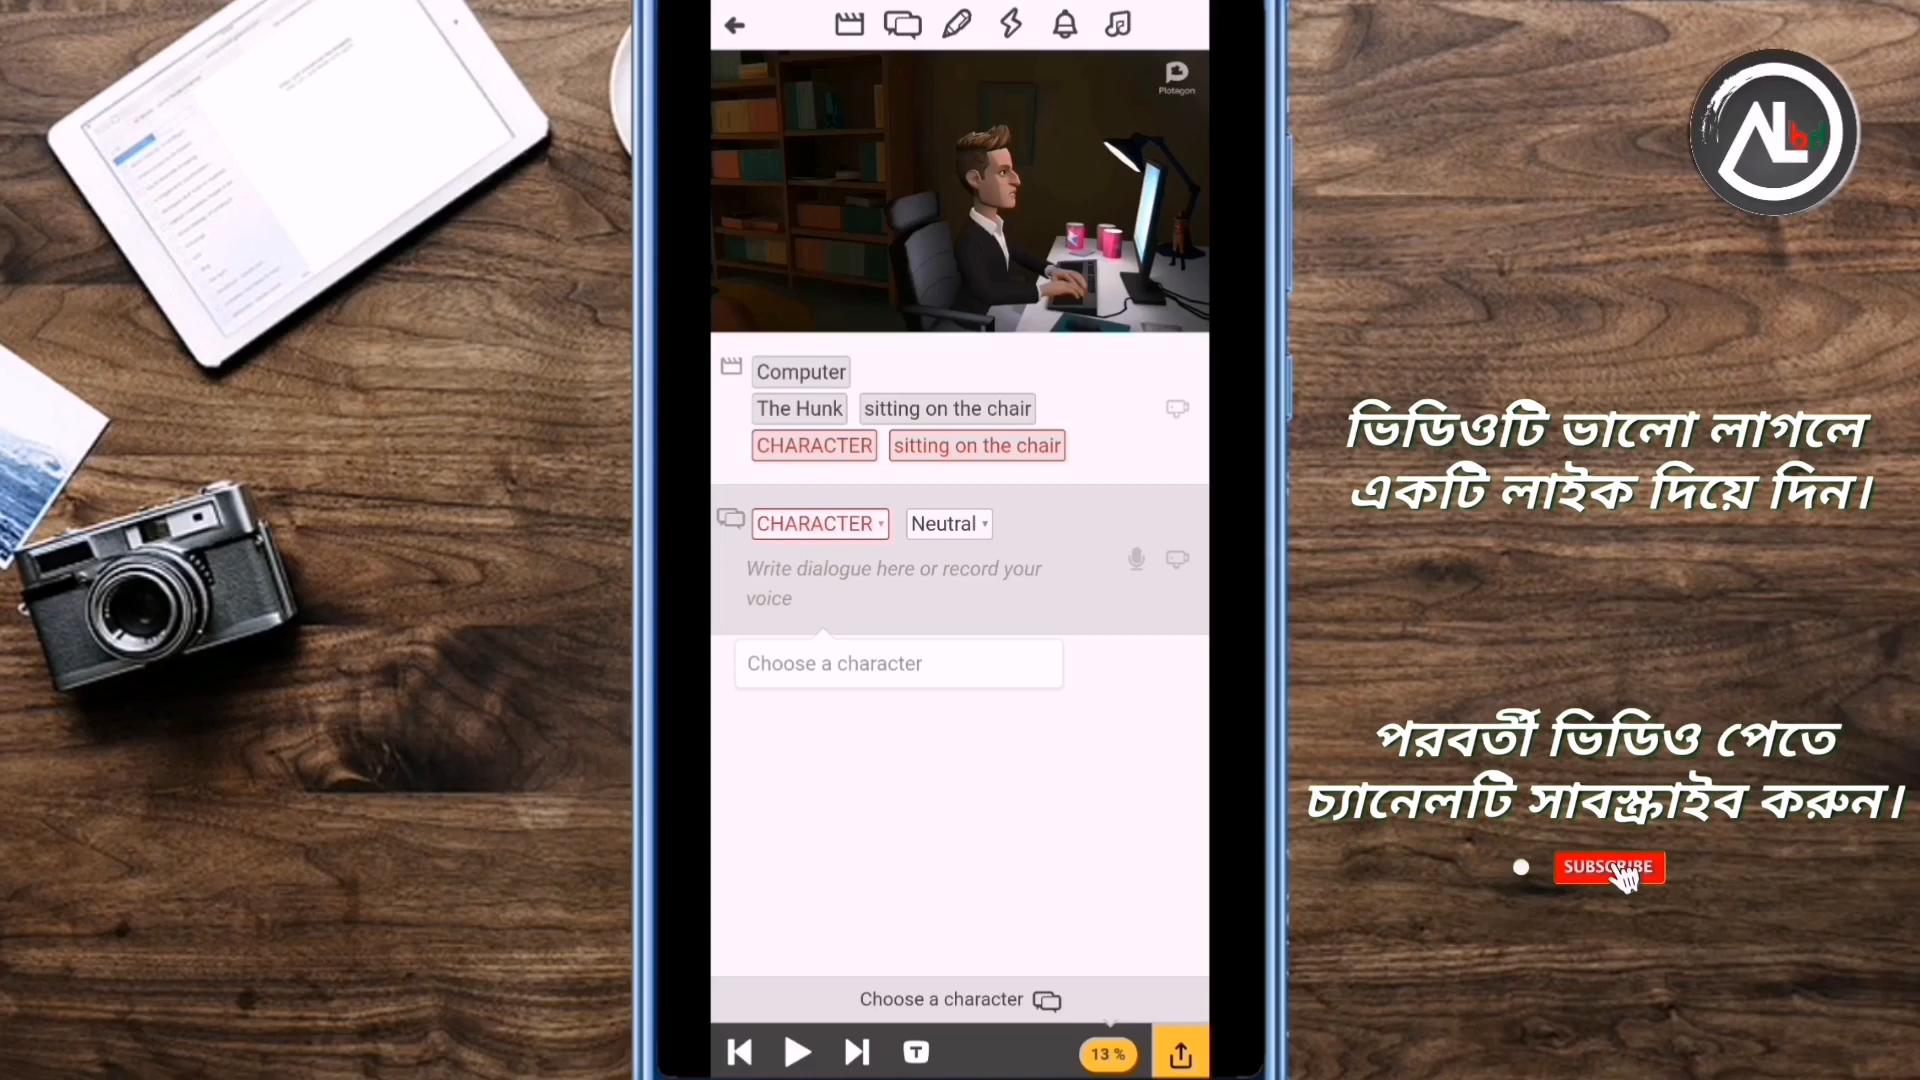 Plotagon
ALbd
Computer
The Hunk sitting on the chair
CHARACTER sitting on the chair
CHARACTER Neutral
Write dialogue here or record your
voice
Choose a character
Choose a character
T
13 %
ভিডিওটি ভালো লাগলে
একটি লাইক দিয়ে দিন।
পরবর্তী ভিডিও পেতে
চ্যানেলটি সাবস্ক্রাইব করুন।
SUBSCRIBE